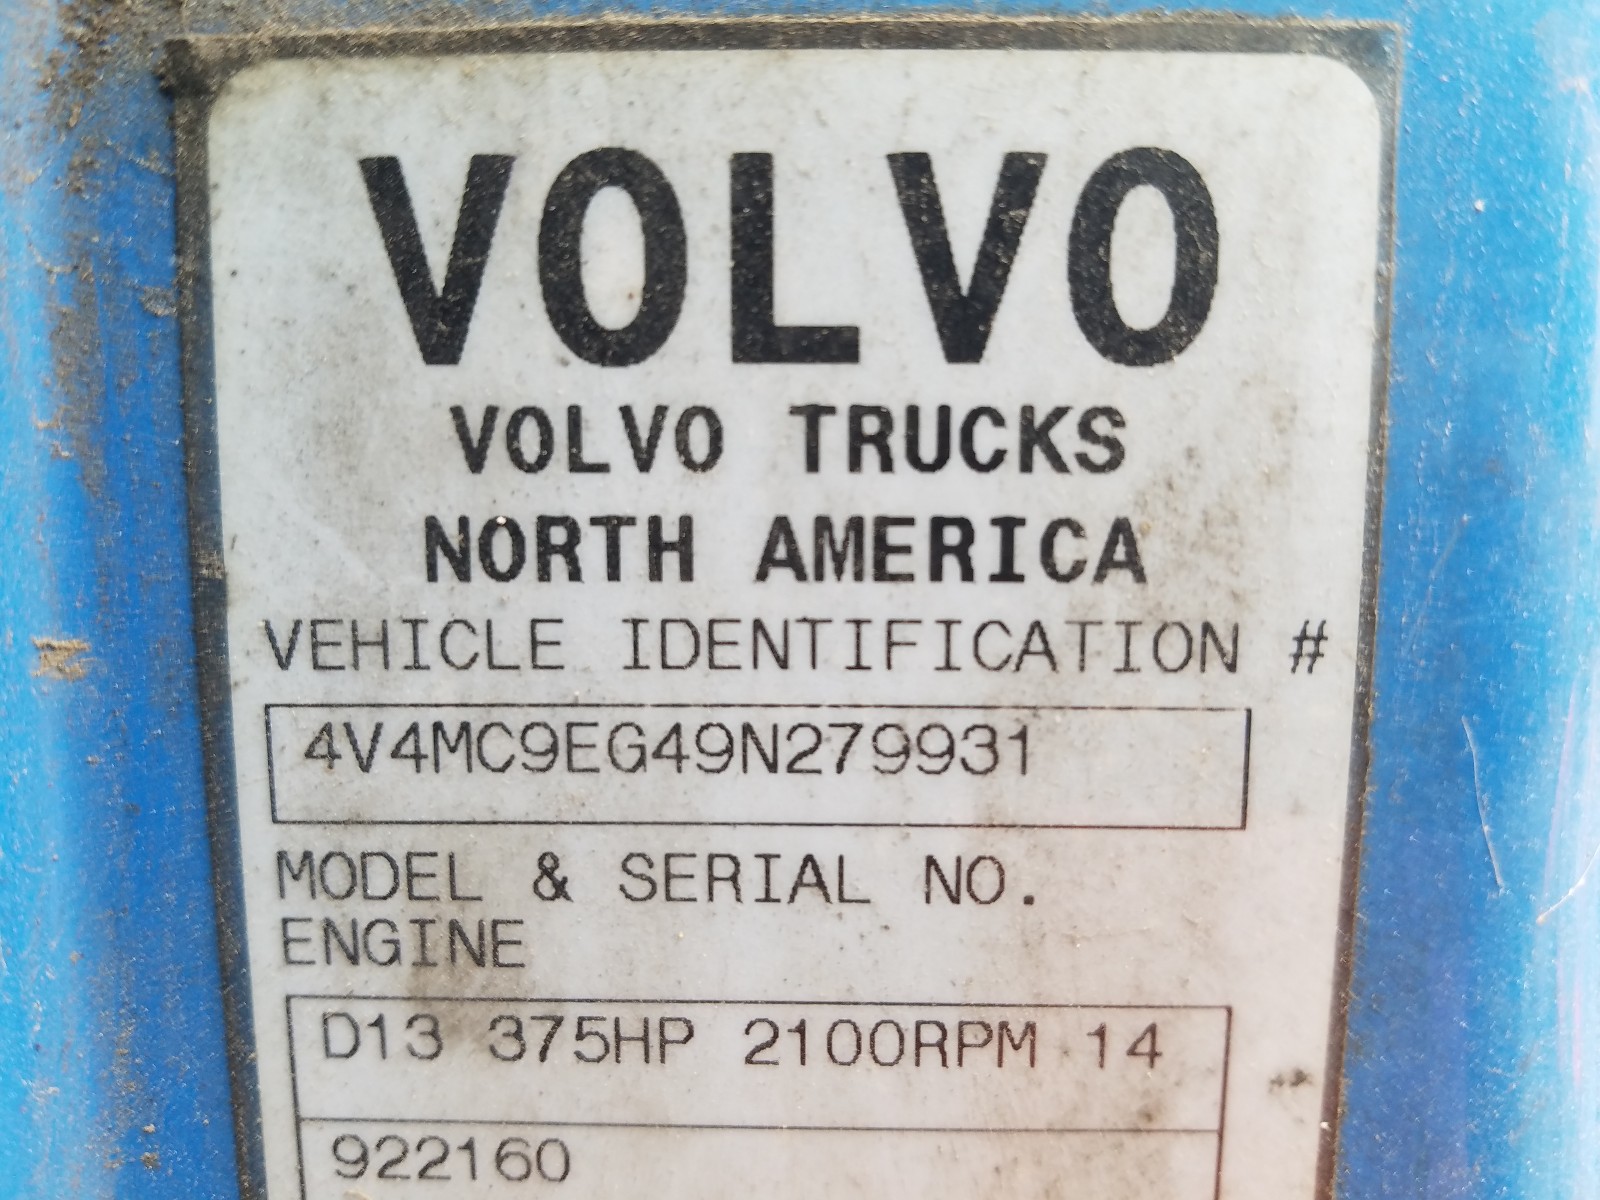 VOLVO
VOLVO TRUCKS
NORTH AMERICA
VEHICLE IDENTIFICATION #
4V4MC9EG49N279931
MODEL & SERIAL NO.
ENGINE
D13 375HP 2100RPM 14
922160